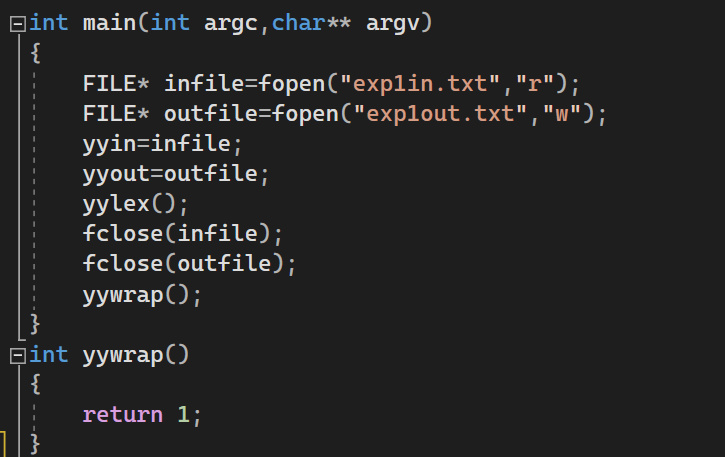 int main(int argc,char** argv)
{
    FILE* infile=fopen("exp1in.txt","r");
    FILE* outfile=fopen("exp1out.txt","w");
    yyin=infile;
    yyout=outfile;
    yylex();
    fclose(infile);
    fclose(outfile);
    yywrap();
}
int yywrap()
{
    return 1;
}